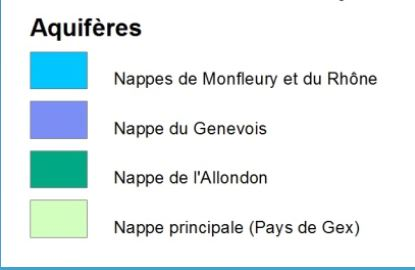 Aquifères
Nappes de Monfleury et du Rhône
Nappe du Genevois
Nappe de l'Allondon
Nappe principale (Pays de Gex)